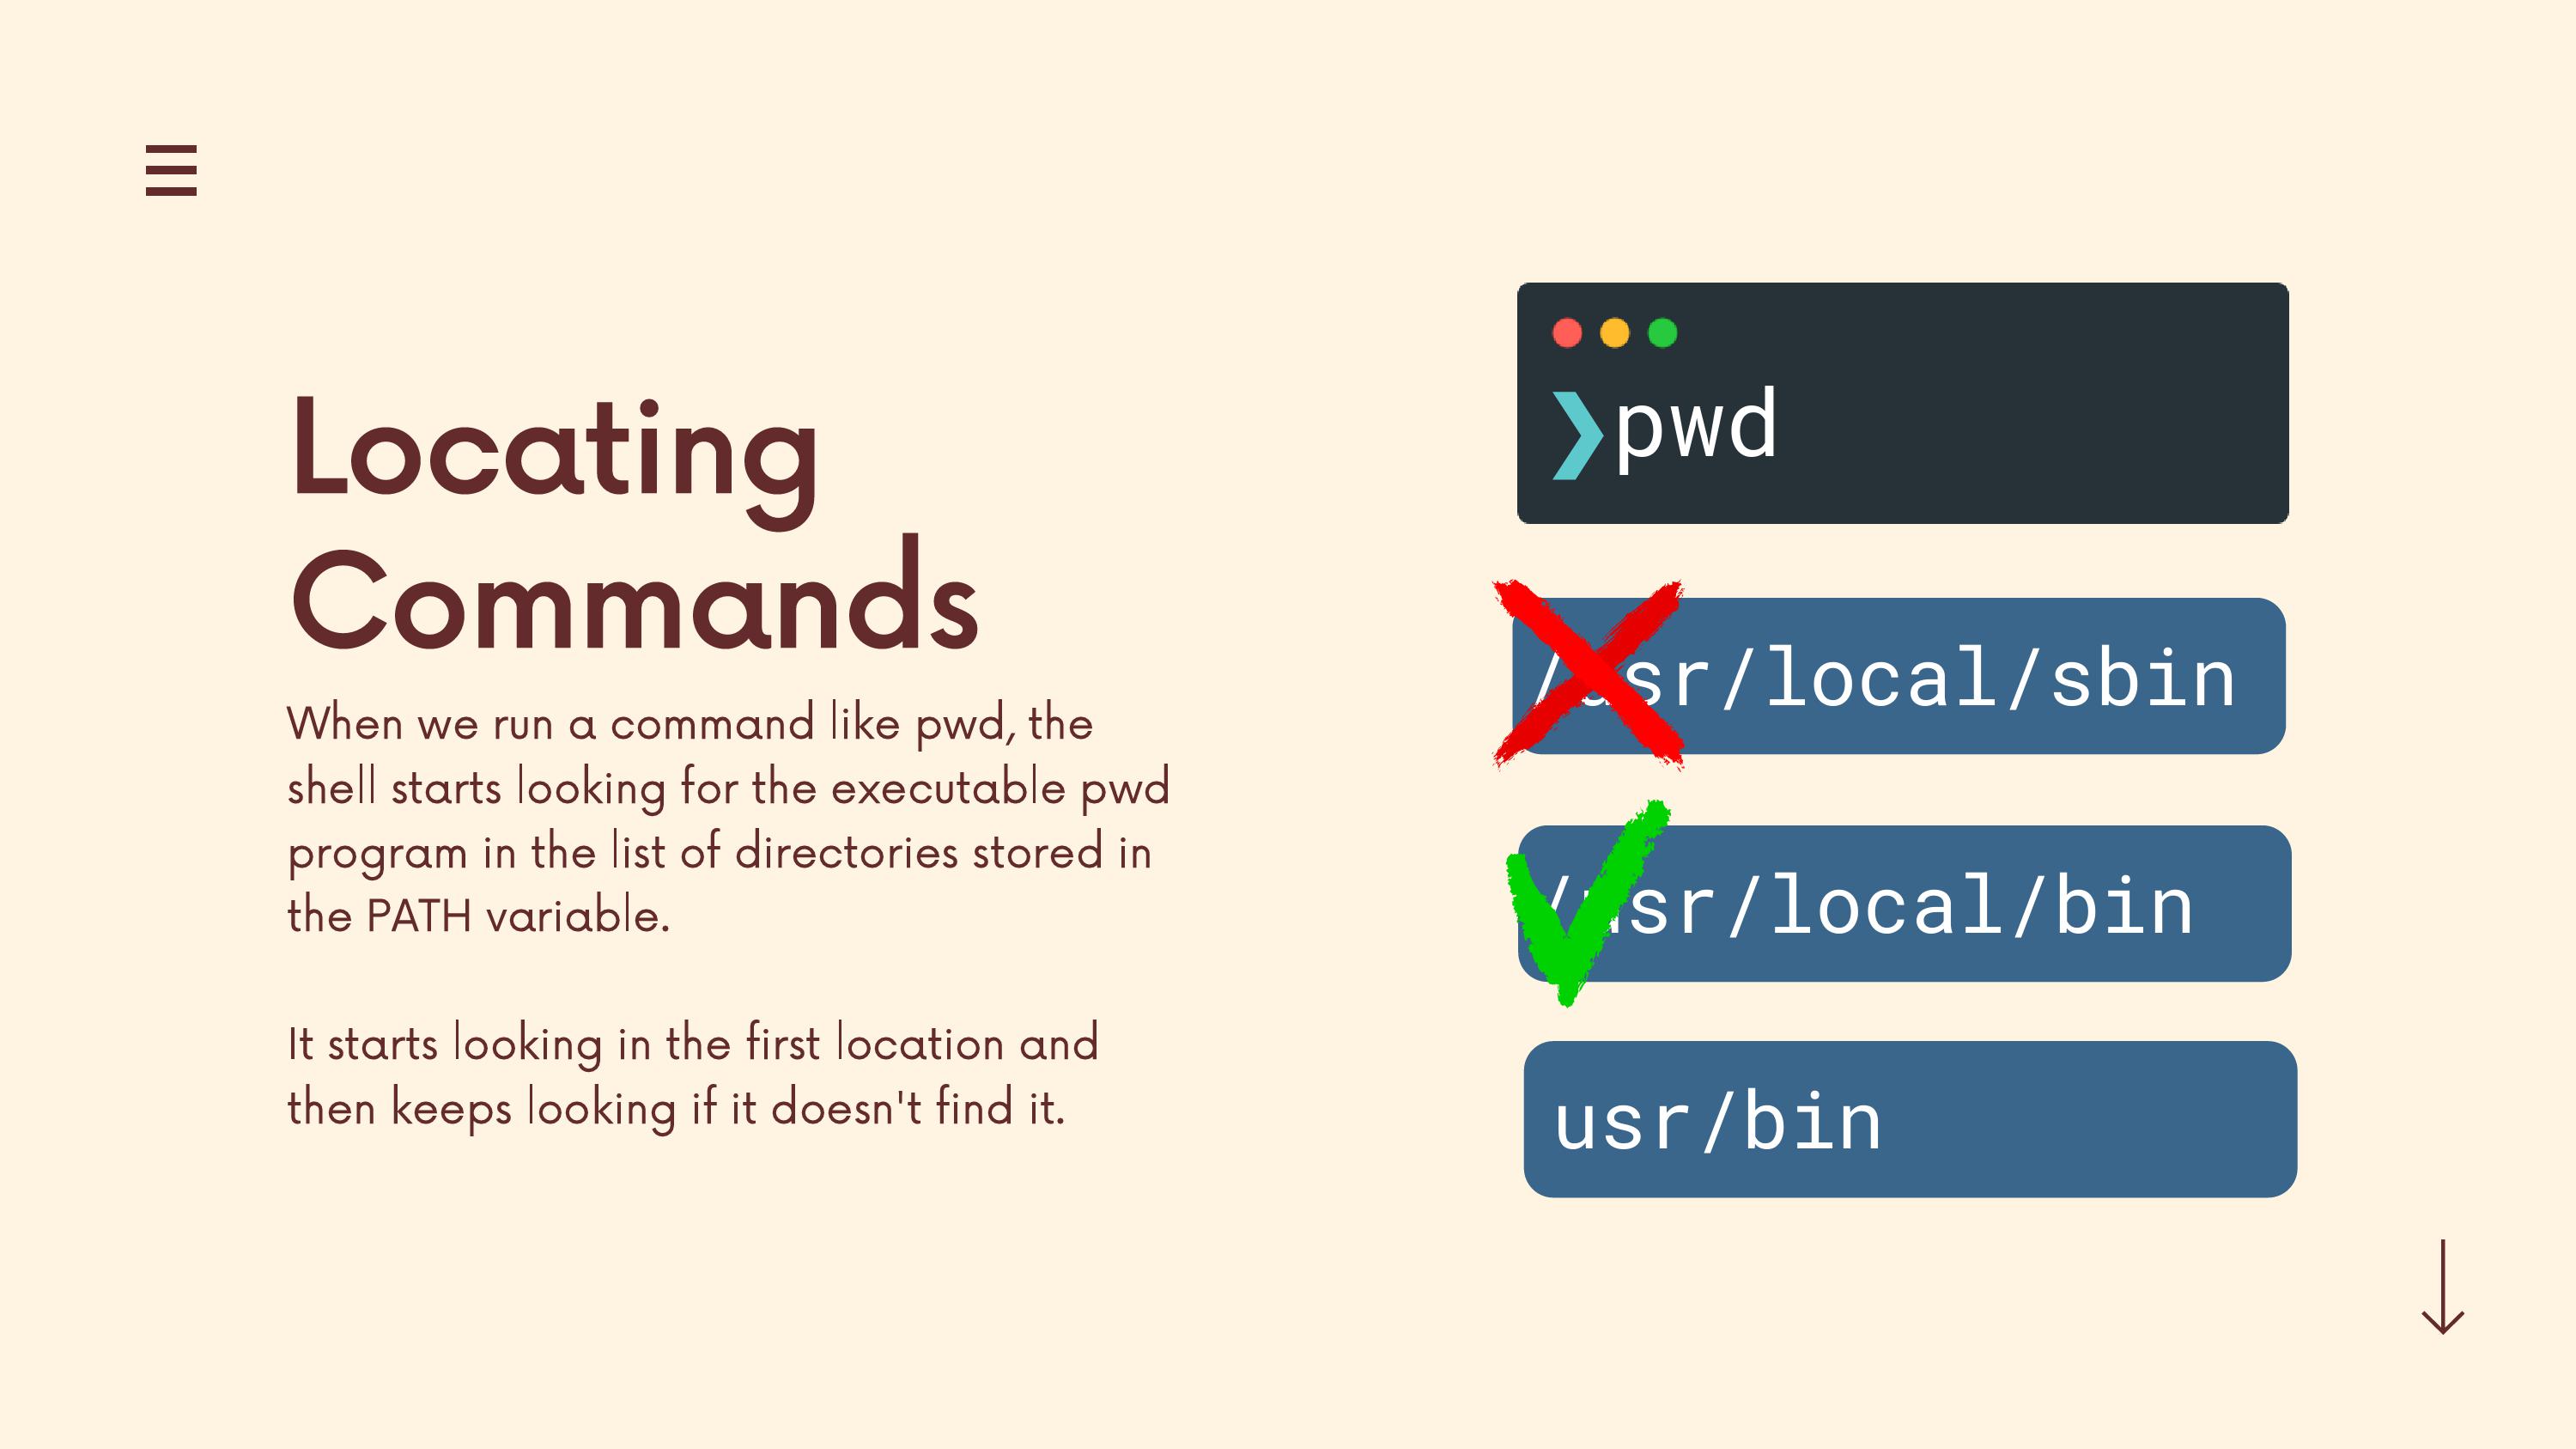 Locating
Commands
When we run a command like pwd, the
shell starts looking for the executable pwd
program in the list of directories stored in
the PATH variable.
It starts looking in the first location and
then keeps looking if it doesn't find it.
❯pwd
/usr/local/sbin
/usr/local/bin
usr/bin